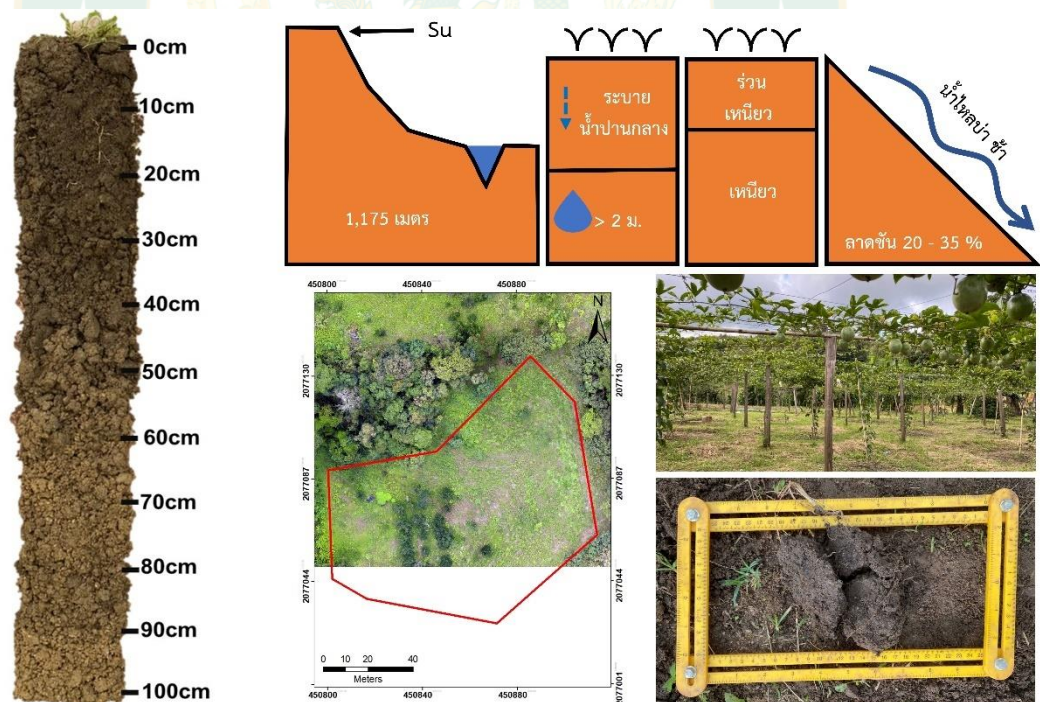 0cm
10cm
20cm
30cm
40cm
50cm
60cm
70cm
80cm
90cm
100cm
Su
1,175 เมตร
ระบาย
น้ำปานกลาง
> 2 ม.
ร่วน
เหนียว
เหนียว
น้ำไหลบ่า ช้า
ลาดชัน 20 - 35 %
450800 450840 450880
N
2077130 2077130
2077087 2077087
2077044 2077044
2077001
0 10 20 40
Meters
450800 450840 450880